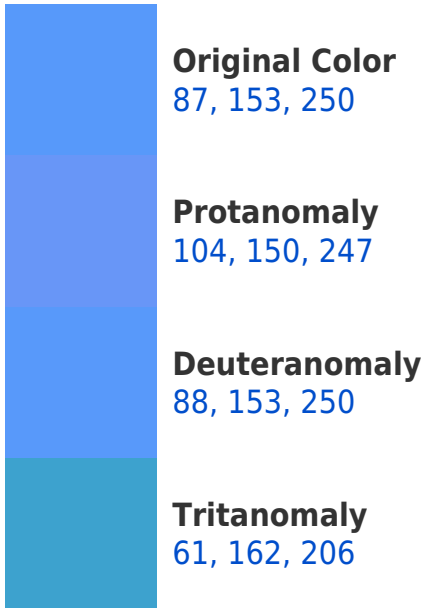 Original Color
87, 153, 250
Protanomaly
104, 150, 247
Deuteranomaly
88, 153, 250
Tritanomaly
61, 162, 206